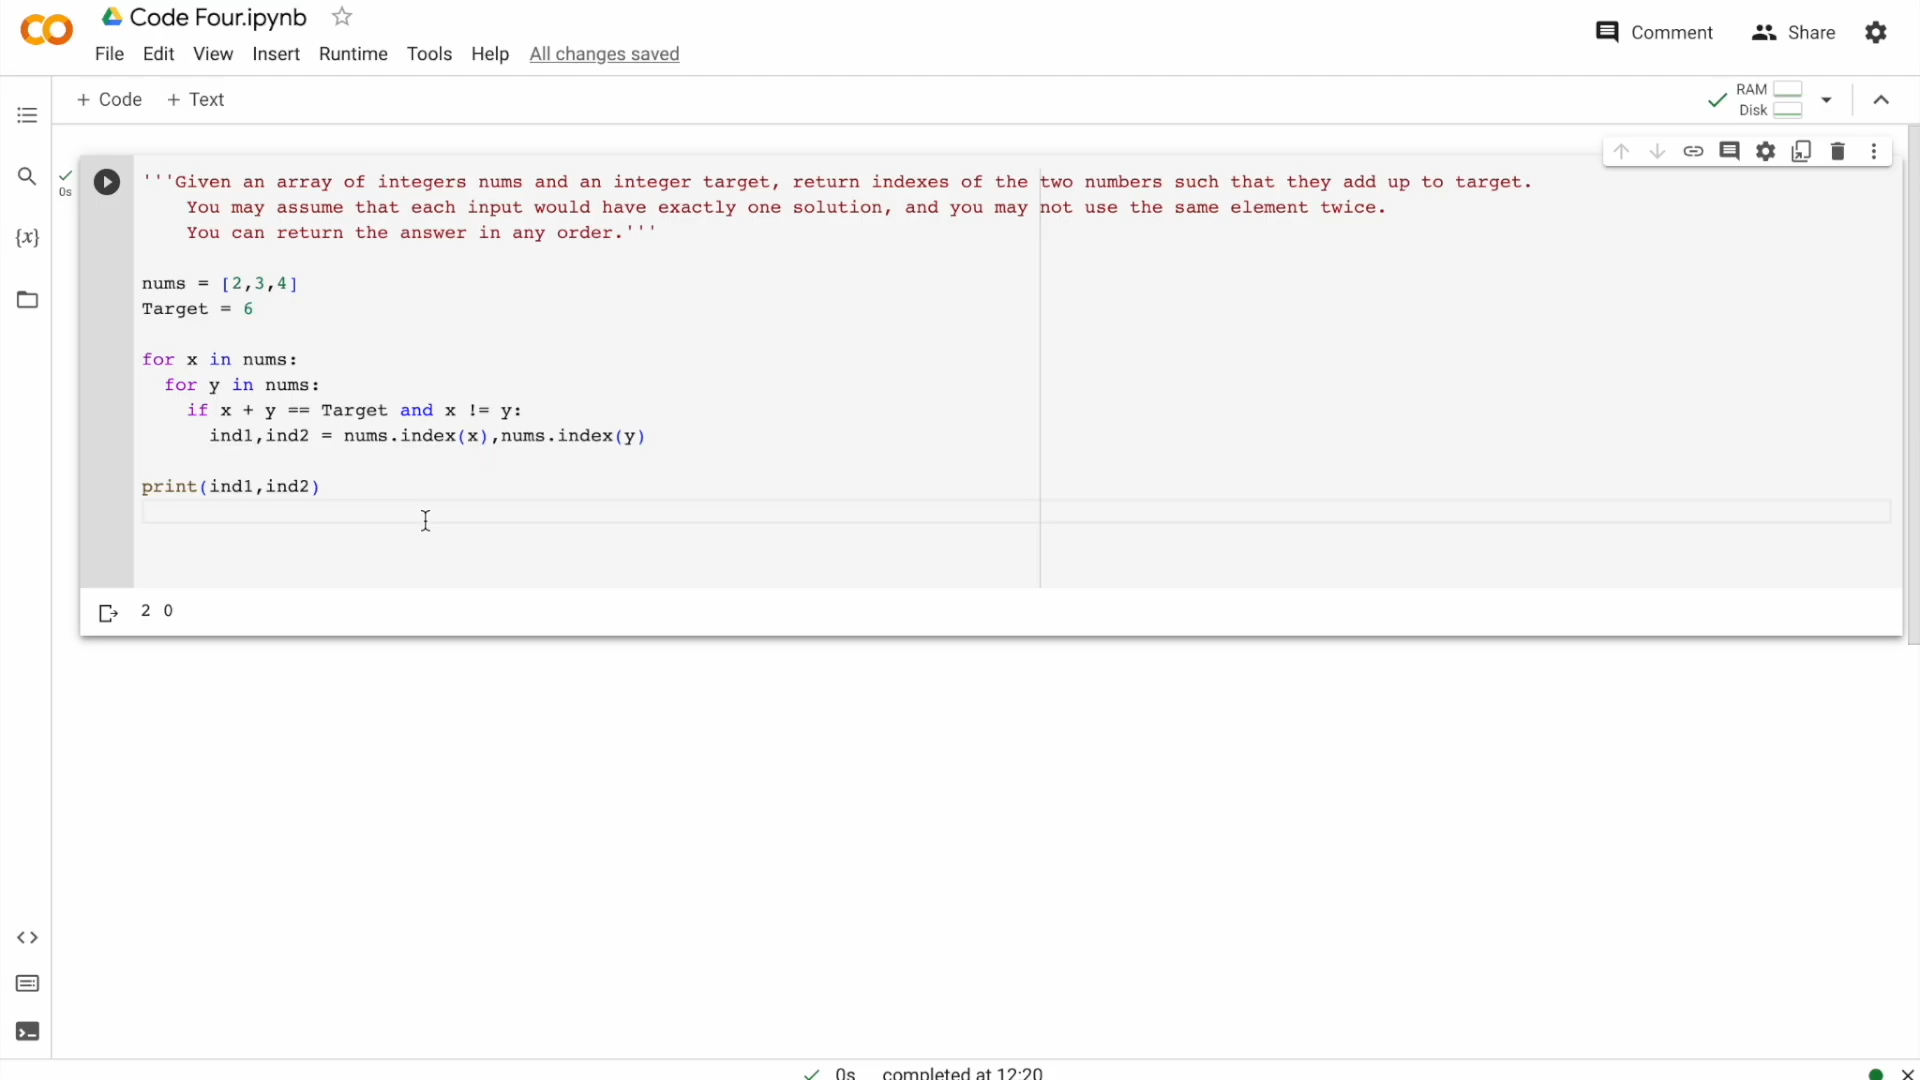 Code Four.ipynb
File Edit View Insert Runtime Tools Help All changes saved
Comment Share
+ Code + Text
RAM
Disk
{x}
0s
'''Given an array of integers nums and an integer target, return indexes of the two numbers such that they add up to target.
You may assume that each input would have exactly one solution, and you may not use the same element twice.
You can return the answer in any order.'''
nums = [2,3,4]
Target = 6
for x in nums:
for y in nums:
if x + y == Target and x != y:
ind1,ind2 = nums.index(x),nums.index(y)
print(ind1,ind2)
2 0
0s completed at 12:20